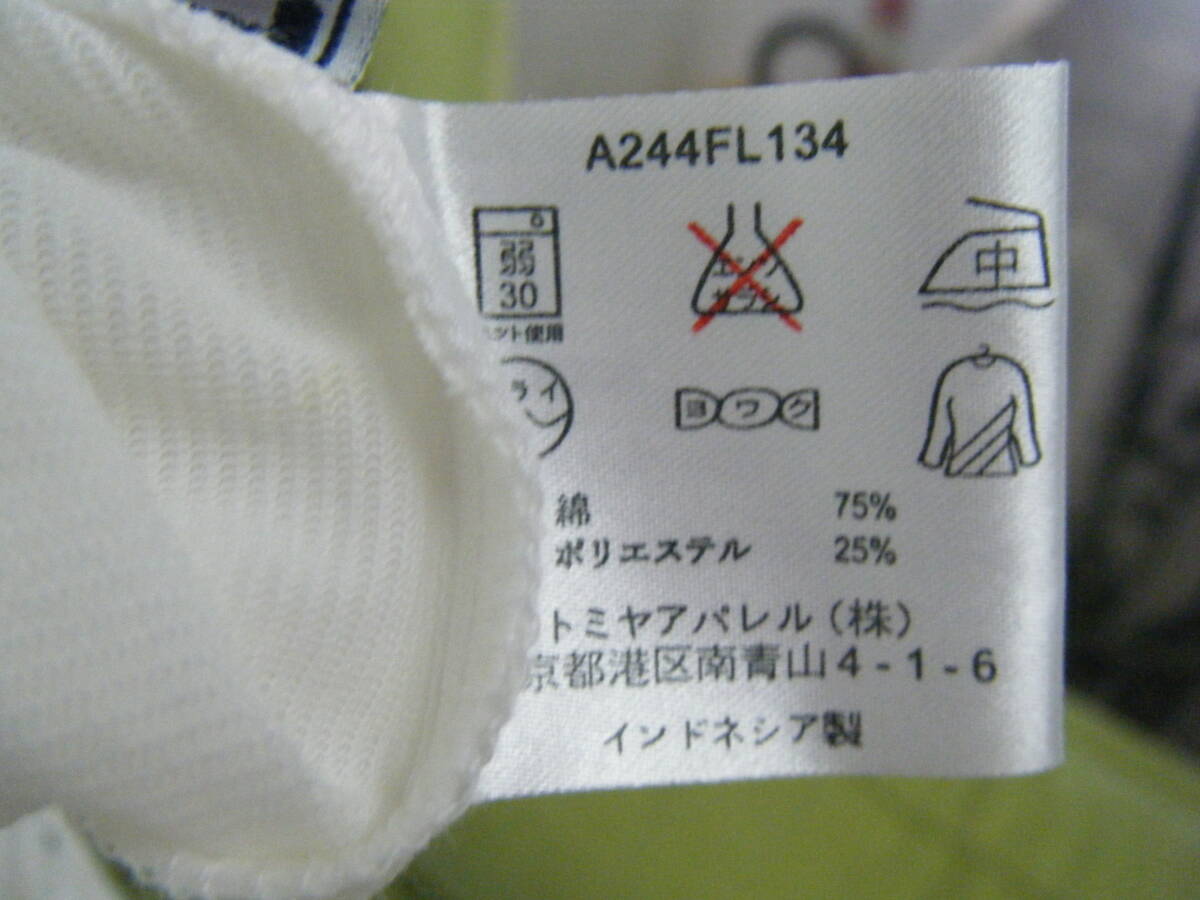 A244FL134
弱
30
中
ント使用
ライ
ヨワク
綿 75%
ポリエステル 25%
トミヤアパレル(株)
京都港区南青山4-1-6
インドネシア製